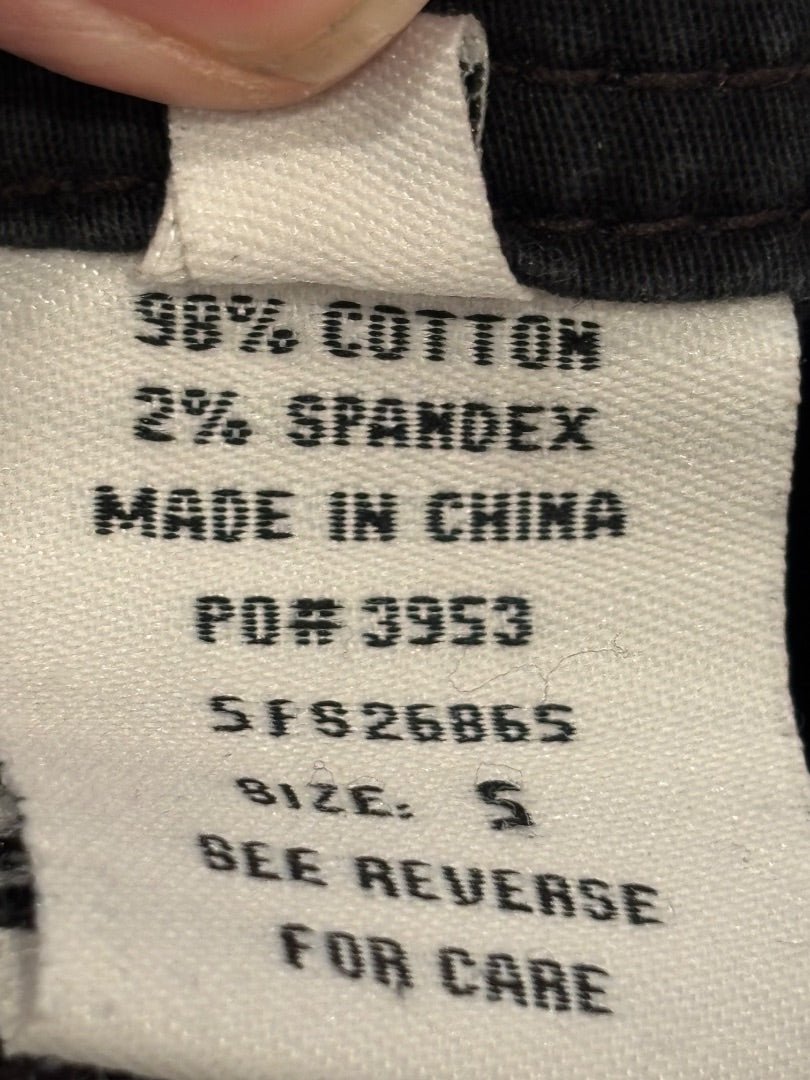 98% COTTON
2% SPANDEX
MADE IN CHINA
PO# 3953
SFS26865
SIZE: S
SEE REVERSE
FOR CARE